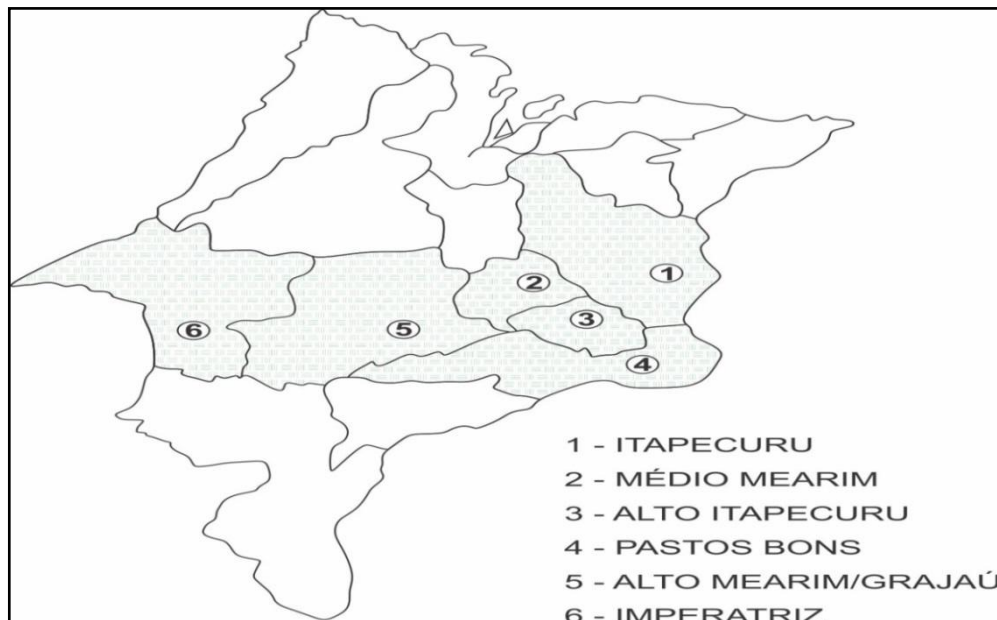 1
2
3
4
5
6
1 - ITAPECURU
2 - MÉDIO MEARIM
3 - ALTO ITAPECURU
4 - PASTOS BONS
5 - ALTO MEARIM/GRAJAÚ
6 - IMPERATRIZ